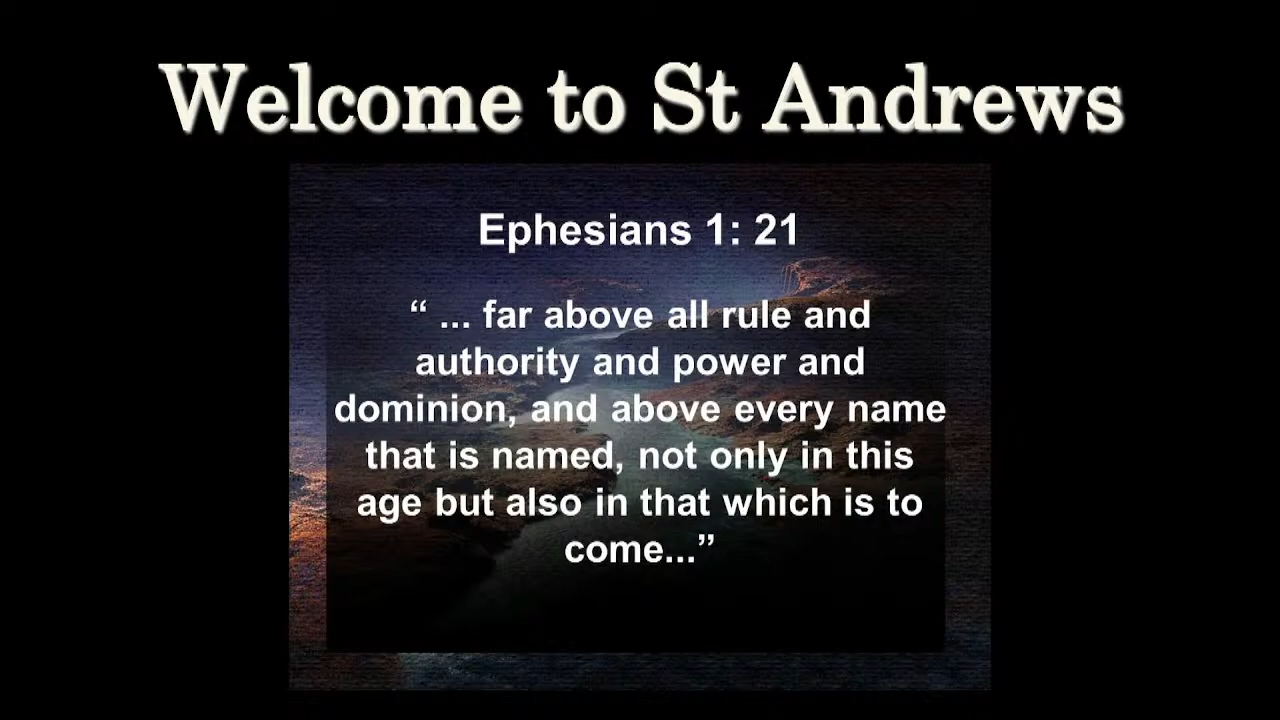 Welcome to St Andrews
Ephesians 1: 21
“ ... far above all rule and
authority and power and
dominion, and above every name
that is named, not only in this
age but also in that which is to
come...”